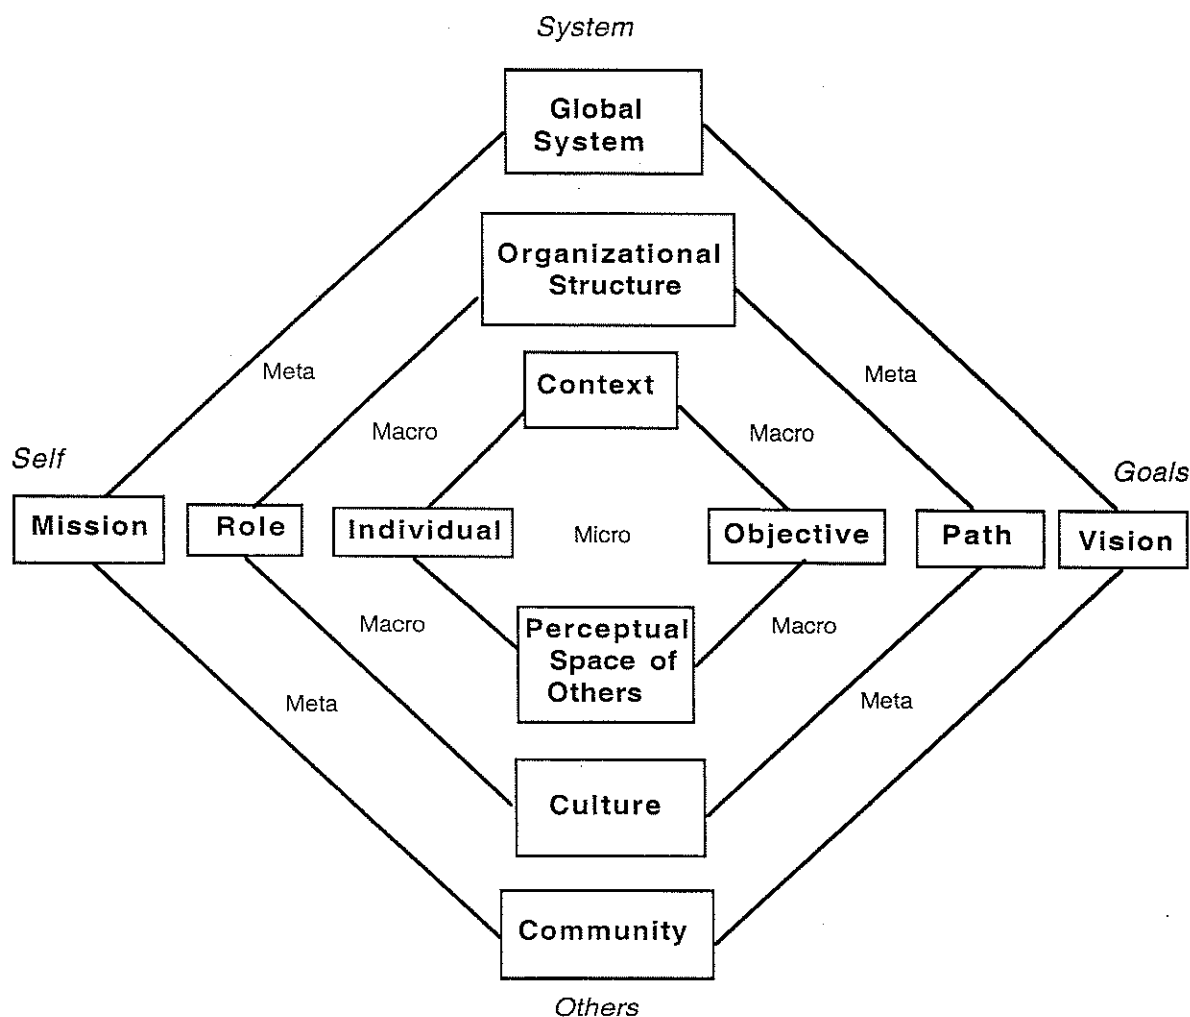 System
Global
System
Organizational
Structure
Meta
Context
Meta
Macro
Macro
Self
Goals
Mission
Role
Individual
Micro
Objective
Path
Vision
Macro
Perceptual
Space of
Others
Macro
Meta
Meta
Culture
Community
Others